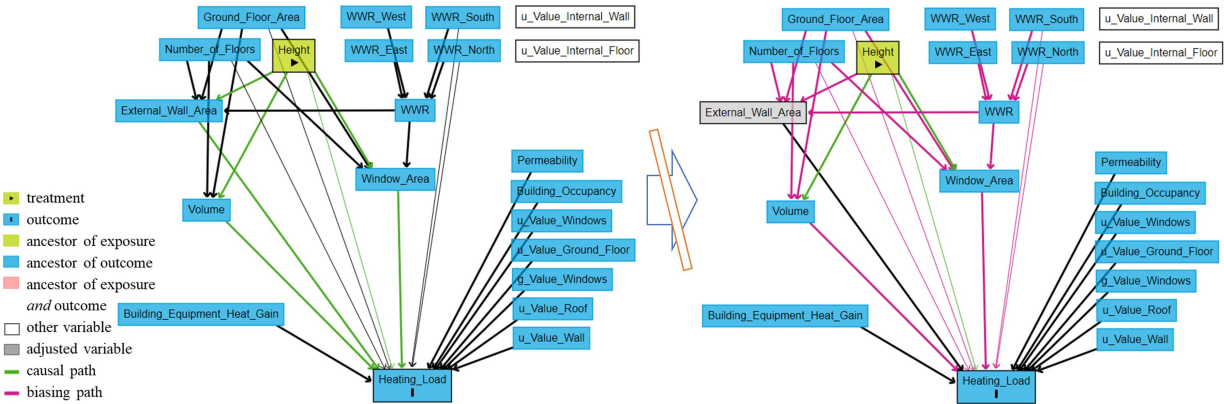 Ground_Floor_Area
WWR_West
WWR_South
u_Value_Internal_Wall
Number_of_Floors
Height
WWR_East
WWR_North
u_Value_Internal_Floor
External_Wall_Area
WWR
Window_Area
Volume
Permeability
Building_Occupancy
u_Value_Windows
u_Value_Ground_Floor
g_Value_Windows
u_Value_Roof
u_Value_Wall
Building_Equipment_Heat_Gain
Heating_Load
treatment
outcome
ancestor of exposure
ancestor of outcome
ancestor of exposure
and outcome
other variable
adjusted variable
causal path
biasing path
Ground_Floor_Area
WWR_West
WWR_South
u_Value_Internal_Wall
Number_of_Floors
Height
WWR_East
WWR_North
u_Value_Internal_Floor
External_Wall_Area
WWR
Window_Area
Volume
Permeability
Building_Occupancy
u_Value_Windows
u_Value_Ground_Floor
g_Value_Windows
u_Value_Roof
u_Value_Wall
Building_Equipment_Heat_Gain
Heating_Load